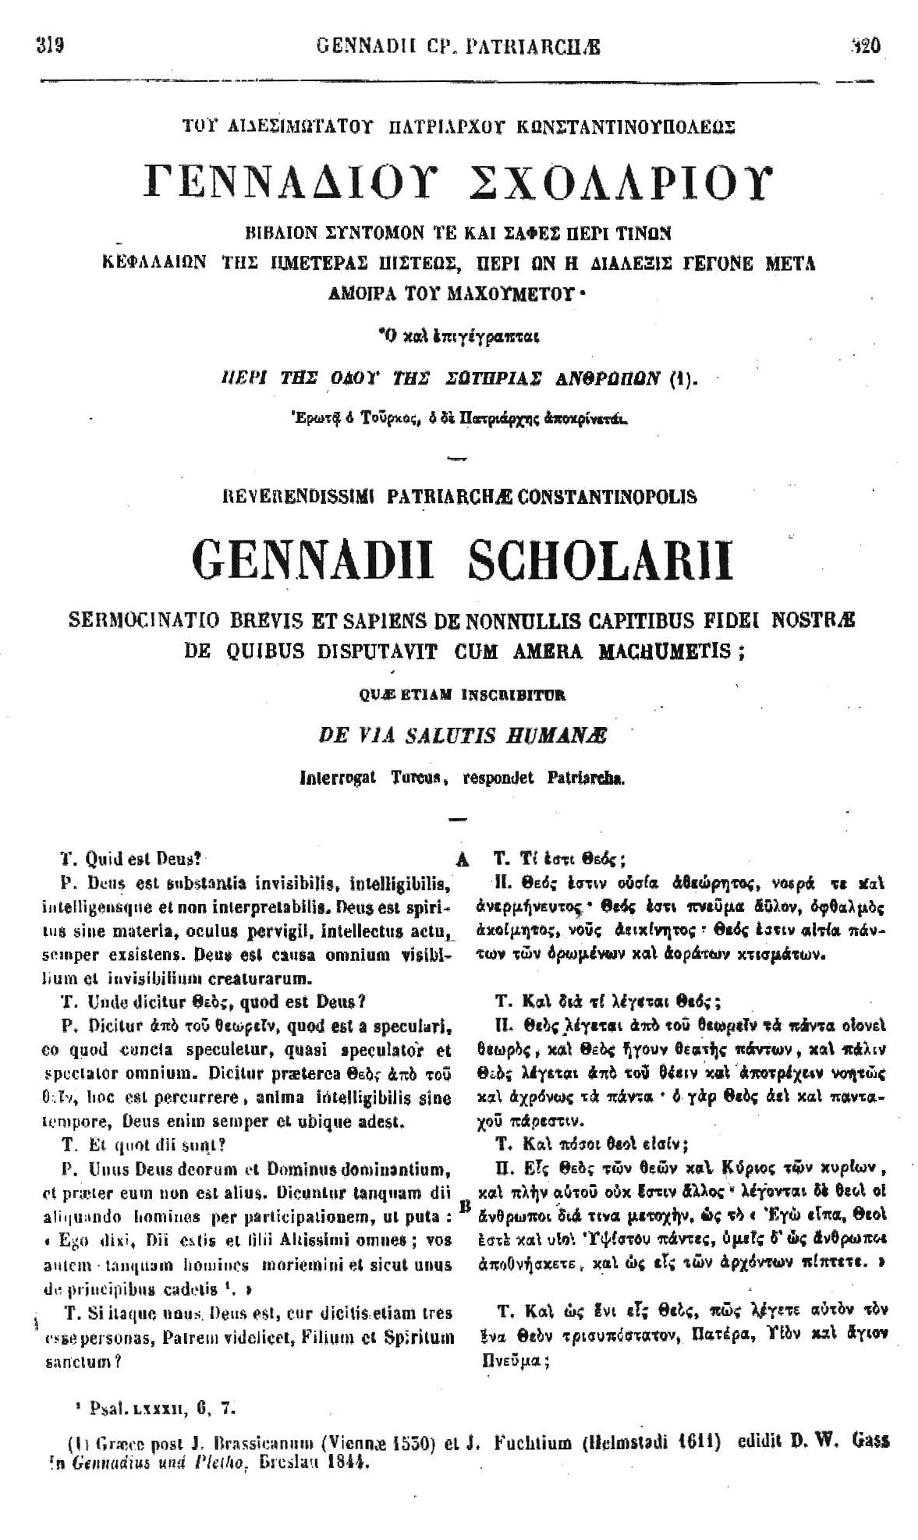 319
GENNADII CP. PATRIARCHÆ
320
ΤΟΥ ΑΙΔΕΣΙΜΩΤΑΤΟΥ ΠΑΤΡΙΑΡΧΟΥ ΚΩΝΣΤΑΝΤΙΝΟΥΠΟΛΕΩΣ
ΓΕΝΝΑΔΙΟΥ ΣΧΟΛΑΡΙΟΥ
ΒΙΒΛΙΟΝ ΣΥΝΤΟΜΟΝ ΤΕ ΚΑΙ ΣΑΦΕΣ ΠΕΡΙ ΤΙΝΩΝ
ΚΕΦΑΛΑΙΩΝ ΤΗΣ ΗΜΕΤΕΡΑΣ ΠΙΣΤΕΩΣ, ΠΕΡΙ ΩΝ Η ΔΙΑΛΕΞΙΣ ΓΕΓΟΝΕ ΜΕΤΑ
ΑΜΟΙΡΑ ΤΟΥ ΜΑΧΟΥΜΕΤΟΥ·
Ὃ καὶ ἐπιγέγραπται
ΠΕΡΙ ΤΗΣ ΟΔΟΥ ΤΗΣ ΣΩΤΗΡΙΑΣ ΑΝΘΡΩΠΩΝ (1).
Ἐρωτᾷ ὁ Τοῦρκος, ὁ δὲ Πατριάρχης ἀποκρίνεται.
REVERENDISSIMI PATRIARCHÆ CONSTANTINOPOLIS
GENNADII SCHOLARII
SERMOCINATIO BREVIS ET SAPIENS DE NONNULLIS CAPITIBUS FIDEI NOSTRÆ
DE QUIBUS DISPUTAVIT CUM AMERA MACHUMETIS ;
QUÆ ETIAM INSCRIBITUR
DE VIA SALUTIS HUMANÆ
Interrogat Turcus, respondet Patriarcha.
T. Quid est Deus?
P. Deus est substantia invisibilis, intelligibilis,
intelligensque et non interpretabilis. Deus est spiri-
tus sine materia, oculus pervigil, intellectus actu,
semper exsistens. Deus est causa omnium visibi-
lium et invisibilium creaturarum.
T. Unde dicitur Θεὸς, quod est Deus?
P. Dicitur ἀπὸ τοῦ θεωρεῖν, quod est a speculari,
eo quod cuncta speculetur, quasi speculator et
spectator omnium. Dicitur præterea Θεὸς ἀπὸ τοῦ
θεῖν, hoc est percurrere, anima intelligibilis sine
tempore, Deus enim semper et ubique adest.
T. Et quot dii sunt?
P. Unus Deus deorum et Dominus dominantium,
et præter eum non est alius. Dicuntur tanquam dii
aliquando homines per participationem, ut puta :
« Ego dixi, Dii estis et filii Altissimi omnes ; vos
autem tanquam homines moriemini et sicut unus
de principibus cadetis ¹. »
T. Si itaque unus Deus est, cur dicitis etiam tres
esse personas, Patrem videlicet, Filium et Spiritum
sanctum?
A
Τ. Τί ἐστι Θεός;
Π. Θεός ἐστιν οὐσία ἀθεώρητος, νοερά τε καὶ
ἀνερμήνευτος· Θεός ἐστι πνεῦμα ἄϋλον, ὀφθαλμὸς
ἀκοίμητος, νοῦς ἀεικίνητος· Θεός ἐστιν αἰτία πάν-
των τῶν ὁρωμένων καὶ ἀοράτων κτισμάτων.
Τ. Καὶ διὰ τί λέγεται Θεός;
Π. Θεὸς λέγεται ἀπὸ τοῦ θεωρεῖν τὰ πάντα οἱονεὶ
θεωρὸς, καὶ Θεὸς ἤγουν θεατὴς πάντων, καὶ πάλιν
Θεὸς λέγεται ἀπὸ τοῦ θέειν καὶ ἀποτρέχειν νοητῶς
καὶ ἀχρόνως τὰ πάντα· ὁ γὰρ Θεὸς ἀεὶ καὶ παντα-
χοῦ πάρεστιν.
Τ. Καὶ πόσοι θεοὶ εἰσίν;
Π. Εἷς Θεὸς τῶν θεῶν καὶ Κύριος τῶν κυρίων,
καὶ πλὴν αὐτοῦ οὐκ ἔστιν ἄλλος· λέγονται δὲ θεοὶ οἱ
B
ἄνθρωποι διά τινα μετοχὴν, ὡς τὸ « Ἐγὼ εἶπα, Θεοὶ
ἐστὲ καὶ υἱοὶ Ὑψίστου πάντες, ὑμεῖς δ' ὡς ἄνθρωποι
ἀποθνήσκετε, καὶ ὡς εἷς τῶν ἀρχόντων πίπτετε. »
Τ. Καὶ ὡς ἔνι εἷς Θεὸς, πῶς λέγετε αὐτὸν τὸν
ἕνα Θεὸν τρισυπόστατον, Πατέρα, Υἱὸν καὶ ἅγιον
Πνεῦμα;
¹ Psal. LXXXII, 6, 7.
(1) Græce post J. Brassicanum (Viennæ 1530) et J. Fuchtium (Helmstadi 1611) edidit D. W. Gass
in Gennadius und Pletho, Breslau 1844.